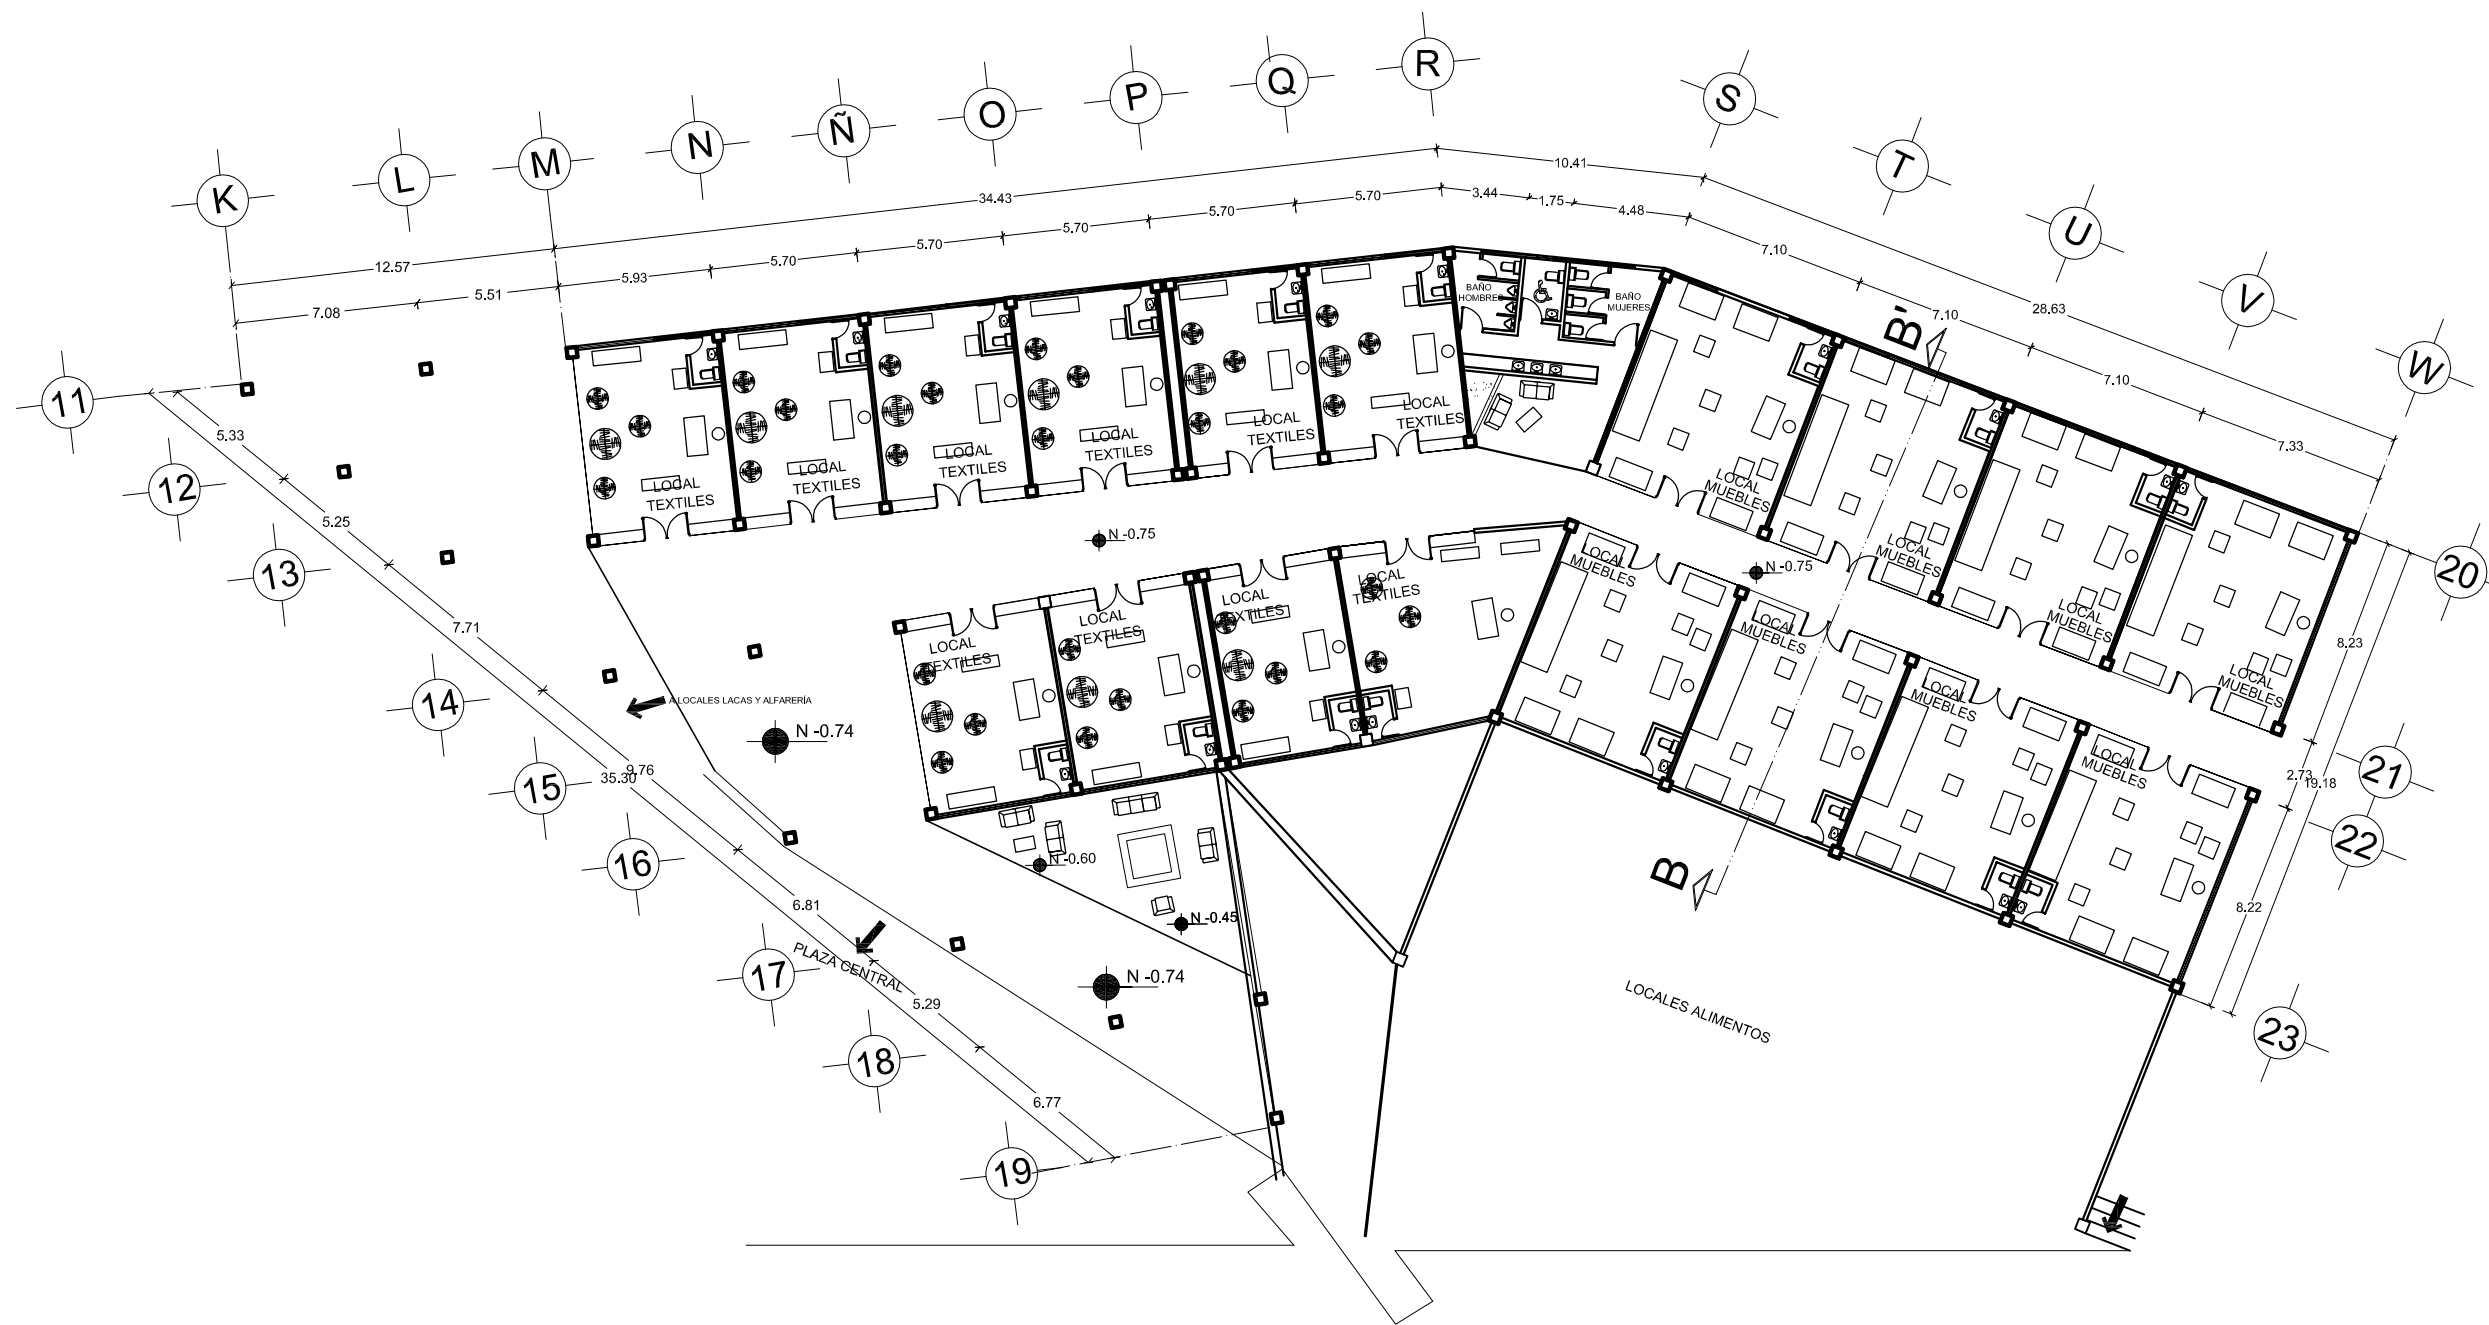 K
L
M
N
Ñ
O
P
Q
R
S
T
U
V
W
12.57
34.43
10.41
28.63
7.08
5.51
5.93
5.70
5.70
5.70
5.70
5.70
3.44
1.75
4.48
7.10
7.10
7.10
7.33
B'
BAÑO
HOMBRES
BAÑO
MUJERES
11
12
13
14
15
16
17
18
19
20
21
22
23
5.33
5.25
7.71
9.76
35.30
6.81
5.29
6.77
8.23
2.73
19.18
8.22
LOCAL
TEXTILES
LOCAL
TEXTILES
LOCAL
TEXTILES
LOCAL
TEXTILES
LOCAL
TEXTILES
LOCAL
TEXTILES
LOCAL
MUEBLES
LOCAL
MUEBLES
LOCAL
MUEBLES
LOCAL
MUEBLES
N -0.75
N -0.75
LOCAL
TEXTILES
LOCAL
TEXTILES
LOCAL
TEXTILES
LOCAL
TEXTILES
LOCAL
MUEBLES
LOCAL
MUEBLES
LOCAL
MUEBLES
LOCAL
MUEBLES
A LOCALES LACAS Y ALFARERÍA
N -0.74
N -0.60
N -0.45
N -0.74
B
PLAZA CENTRAL
LOCALES ALIMENTOS